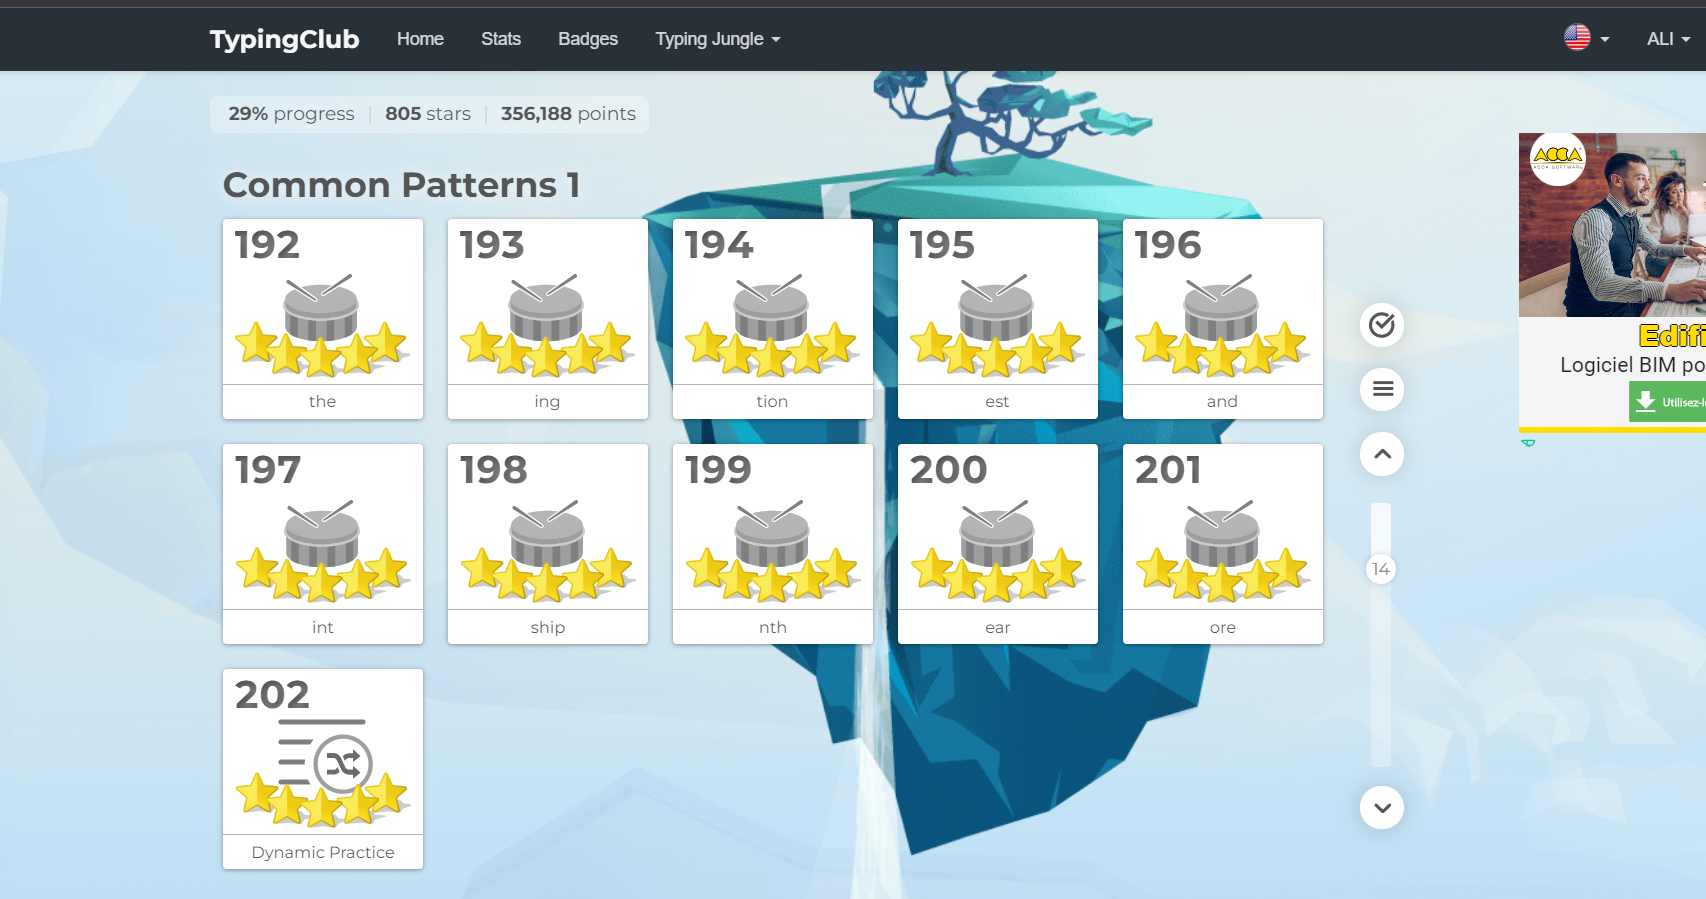 TypingClub Home Stats Badges Typing Jungle ALI
29% progress 805 stars 356,188 points
Common Patterns 1
192 193 194 195 196
the ing tion est and
197 198 199 200 201
int ship nth ear ore
202
Dynamic Practice
14
ACCA
ACCA SOFTWARE
Edifi
Logiciel BIM po
Utilisez-l